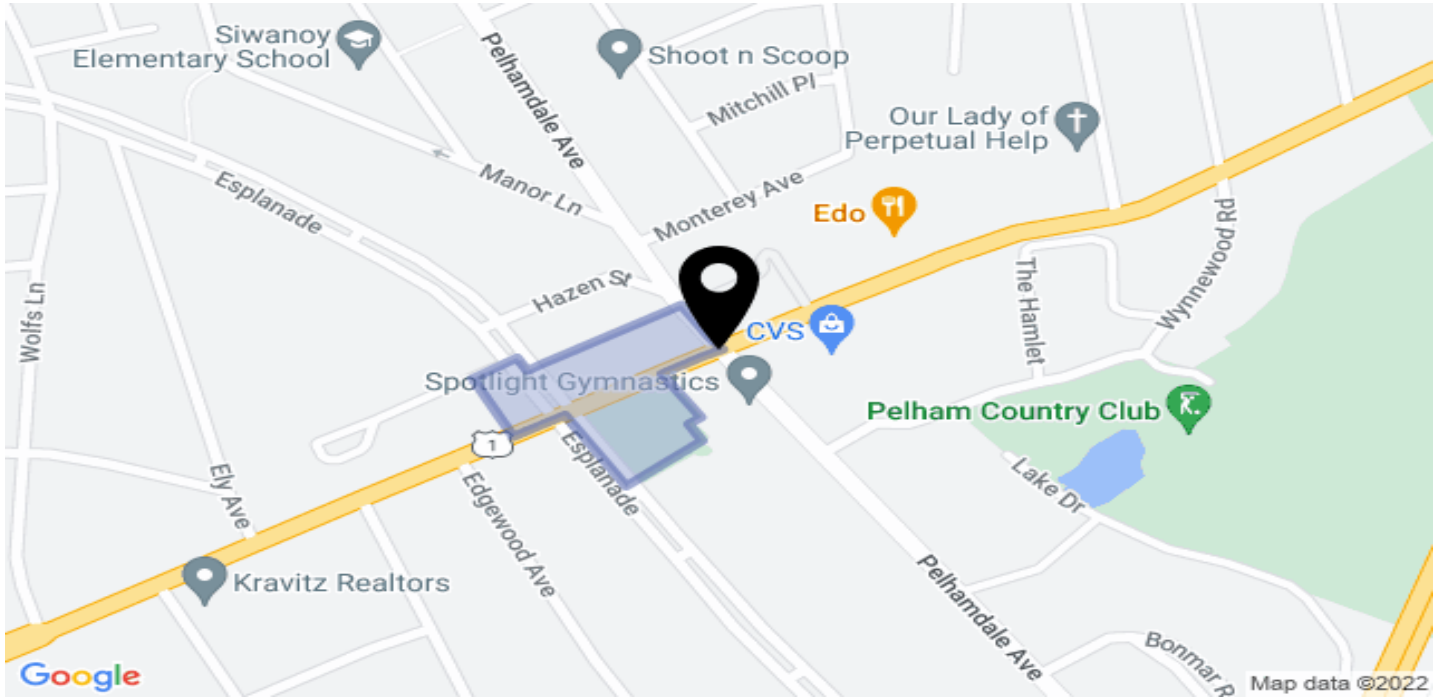 Siwanoy
Elementary School
Pelhamdale Ave
Shoot n Scoop
Mitchill Pl
Our Lady of
Perpetual Help
Manor Ln
Esplanade
Monterey Ave
Edo
Wynnewood Rd
The Hamlet
Hazen St
Wolfs Ln
CVS
Spotlight Gymnastics
Pelham Country Club
1
Esplanade
Ely Ave
Edgewood Ave
Lake Dr
Kravitz Realtors
Pelhamdale Ave
Bonmar R
Google
Map data ©2022